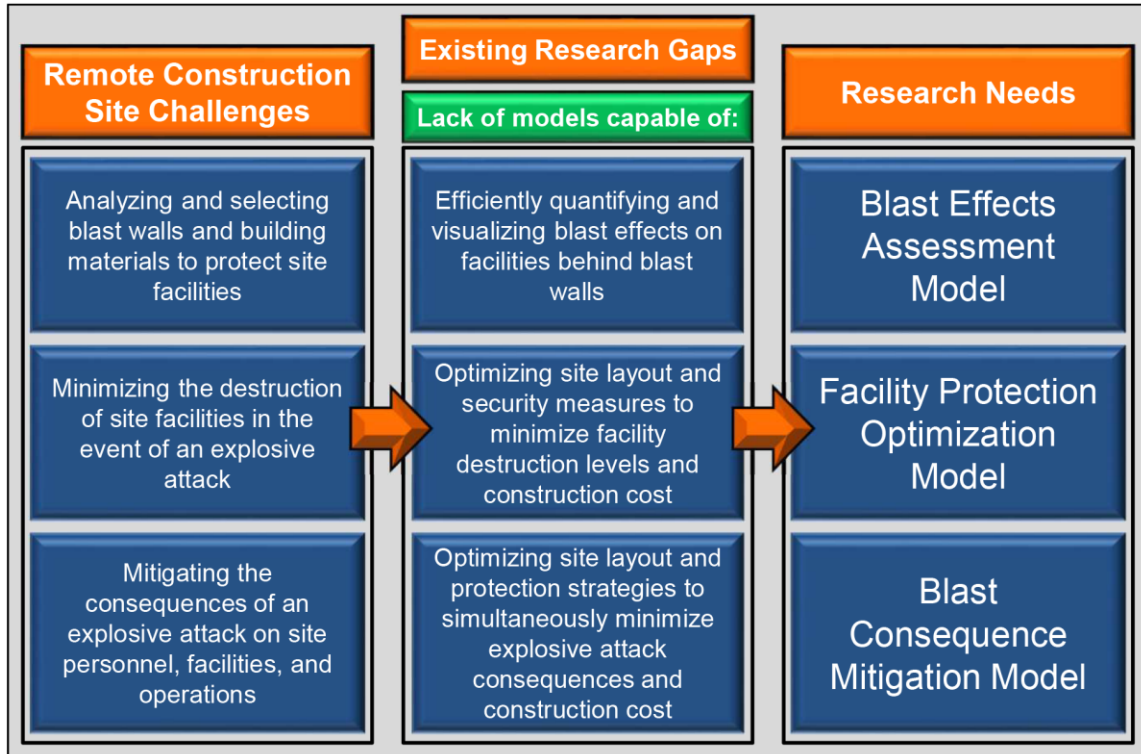 Remote Construction
Site Challenges
Analyzing and selecting
blast walls and building
materials to protect site
facilities
Minimizing the destruction
of site facilities in the
event of an explosive
attack
Mitigating the
consequences of an
explosive attack on site
personnel, facilities, and
operations
Existing Research Gaps
Lack of models capable of:
Efficiently quantifying and
visualizing blast effects on
facilities behind blast
walls
Optimizing site layout and
security measures to
minimize facility
destruction levels and
construction cost
Optimizing site layout and
protection strategies to
simultaneously minimize
explosive attack
consequences and
construction cost
Research Needs
Blast Effects
Assessment
Model
Facility Protection
Optimization
Model
Blast
Consequence
Mitigation Model